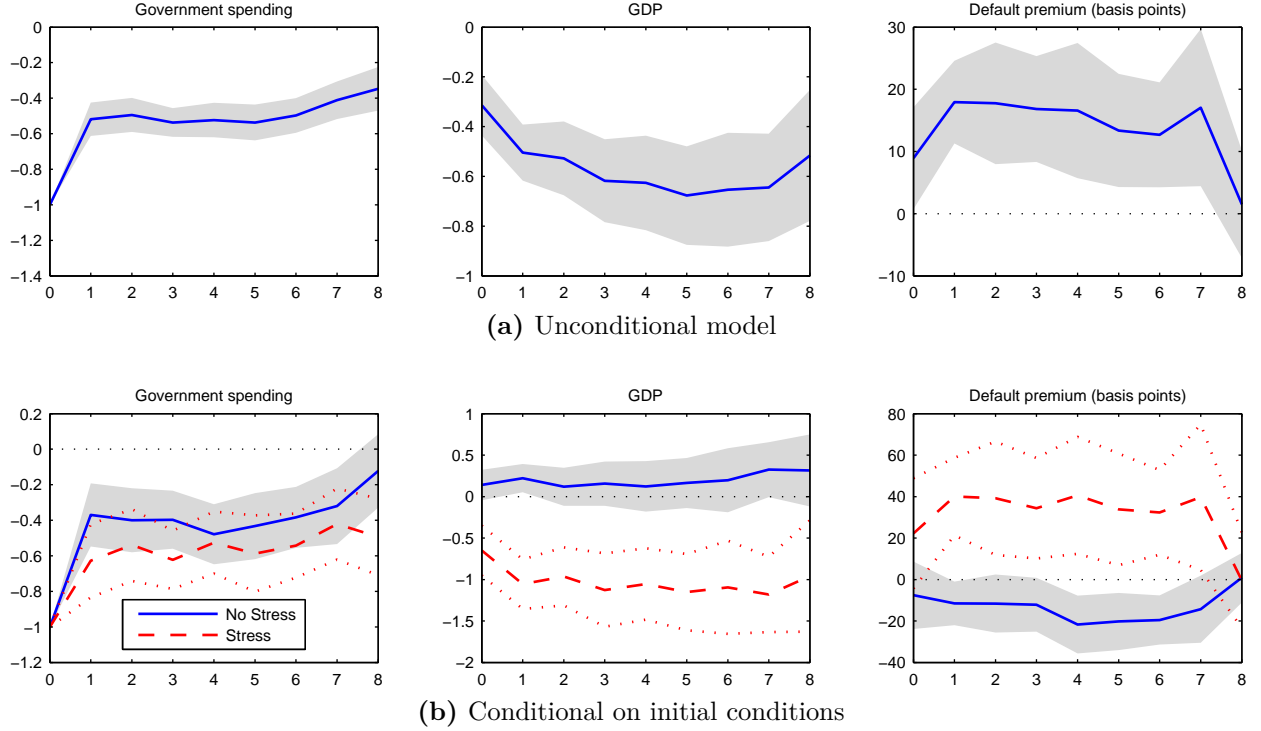 Government spending
GDP
Default premium (basis points)
0
−0.2
−0.4
−0.6
−0.8
−1
−1.2
−1.4
0 1 2 3 4 5 6 7 8
0
−0.2
−0.4
−0.6
−0.8
−1
0 1 2 3 4 5 6 7 8
30
20
10
0
−10
0 1 2 3 4 5 6 7 8
(a) Unconditional model
Government spending
GDP
Default premium (basis points)
0.2
0
−0.2
−0.4
−0.6
−0.8
−1
−1.2
No Stress
Stress
0 1 2 3 4 5 6 7 8
1
0.5
0
−0.5
−1
−1.5
−2
0 1 2 3 4 5 6 7 8
80
60
40
20
0
−20
−40
0 1 2 3 4 5 6 7 8
(b) Conditional on initial conditions